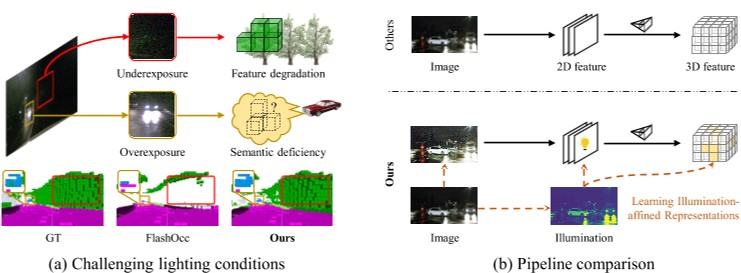 Underexposure
Feature degradation
?
Overexposure
Semantic deficiency
GT
FlashOcc
Ours
(a) Challenging lighting conditions
Others
Image
2D feature
3D feature
Ours
Image
Illumination
Learning Illumination-
affined Representations
(b) Pipeline comparison